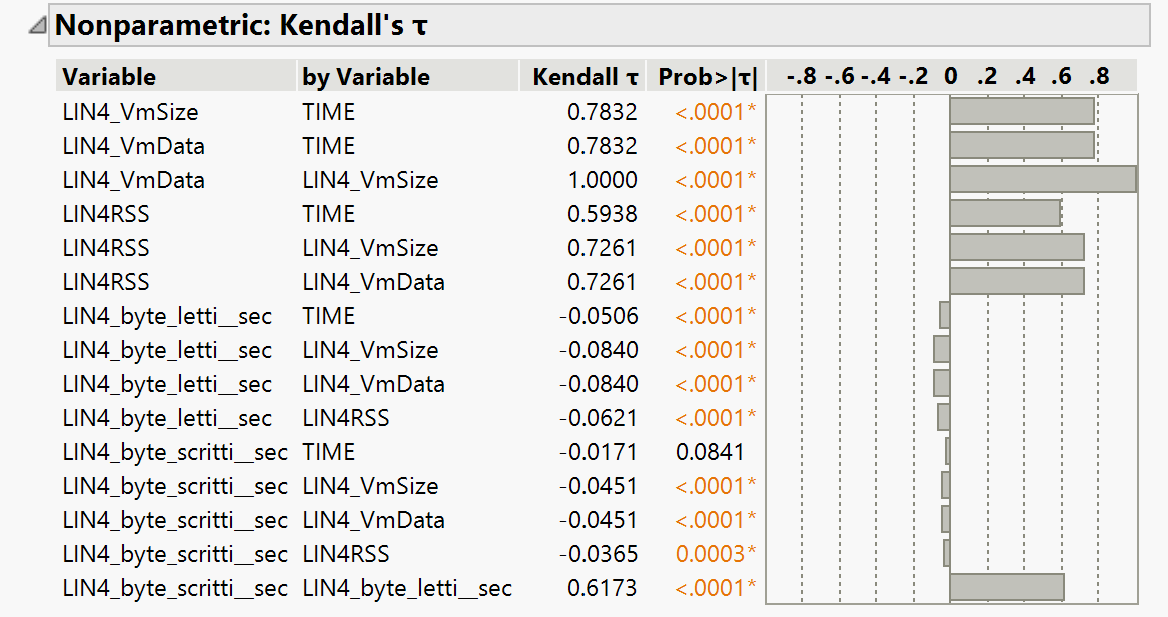 Nonparametric: Kendall's τ
Variable by Variable Kendall τ Prob>|τ| -.8 -.6 -.4 -.2 0 .2 .4 .6 .8
LIN4_VmSize TIME 0.7832 <.0001*
LIN4_VmData TIME 0.7832 <.0001*
LIN4_VmData LIN4_VmSize 1.0000 <.0001*
LIN4RSS TIME 0.5938 <.0001*
LIN4RSS LIN4_VmSize 0.7261 <.0001*
LIN4RSS LIN4_VmData 0.7261 <.0001*
LIN4_byte_letti__sec TIME -0.0506 <.0001*
LIN4_byte_letti__sec LIN4_VmSize -0.0840 <.0001*
LIN4_byte_letti__sec LIN4_VmData -0.0840 <.0001*
LIN4_byte_letti__sec LIN4RSS -0.0621 <.0001*
LIN4_byte_scritti__sec TIME -0.0171 0.0841
LIN4_byte_scritti__sec LIN4_VmSize -0.0451 <.0001*
LIN4_byte_scritti__sec LIN4_VmData -0.0451 <.0001*
LIN4_byte_scritti__sec LIN4RSS -0.0365 0.0003*
LIN4_byte_scritti__sec LIN4_byte_letti__sec 0.6173 <.0001*